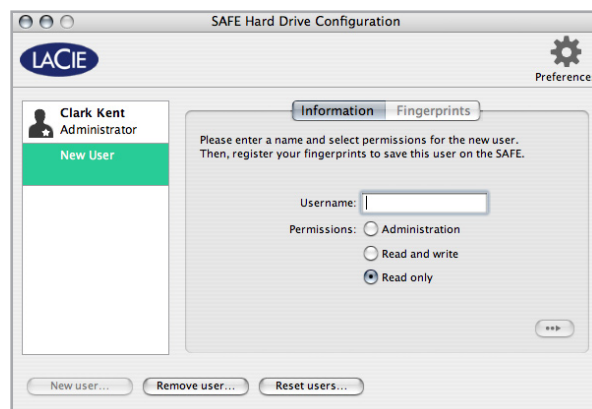 SAFE Hard Drive Configuration
LACIE
Preference
Clark Kent
Administrator
New User
Information Fingerprints
Please enter a name and select permissions for the new user.
Then, register your fingerprints to save this user on the SAFE.
Username:
Permissions: Administration
Read and write
Read only
New user... Remove user... Reset users...